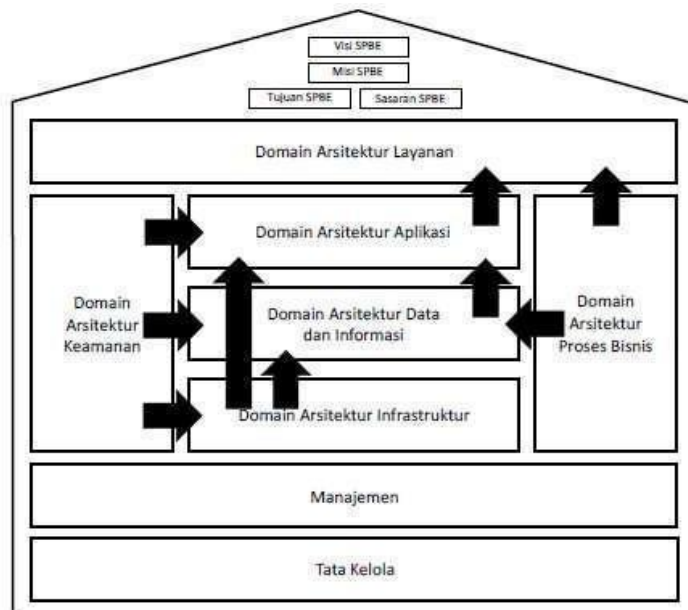 Visi SPBE
Misi SPBE
Tujuan SPBE
Sasaran SPBE
Domain Arsitektur Layanan
Domain Arsitektur Aplikasi
Domain
Arsitektur
Keamanan
Domain Arsitektur Data
dan Informasi
Domain
Arsitektur
Proses Bisnis
Domain Arsitektur Infrastruktur
Manajemen
Tata Kelola